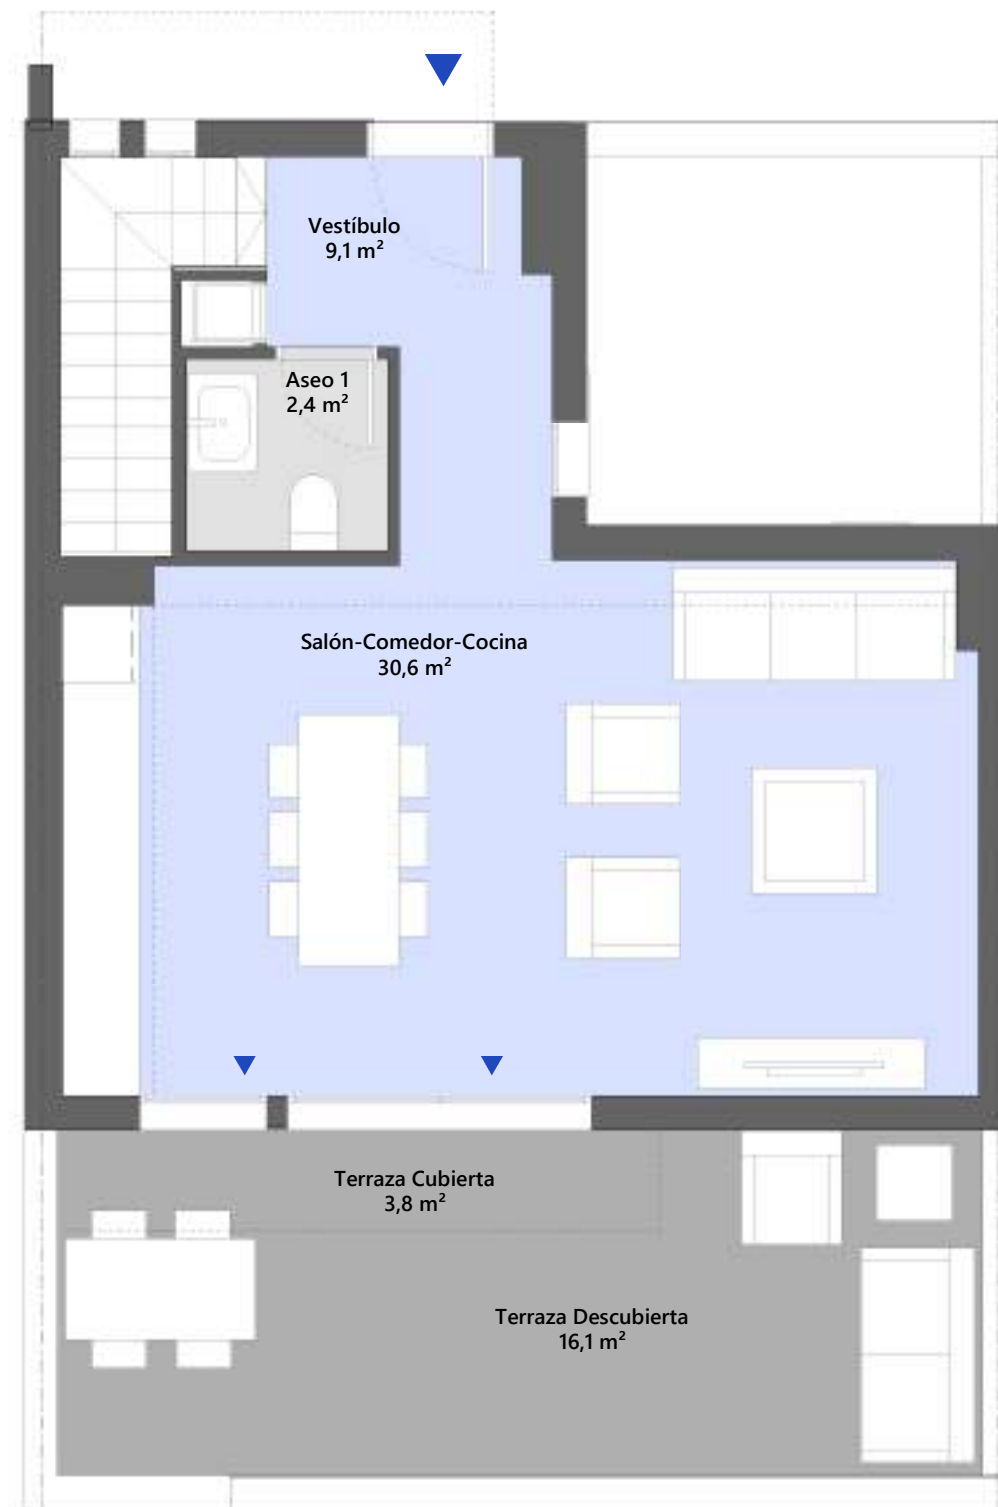 Vestíbulo
9,1 m²
Aseo 1
2,4 m²
Salón-Comedor-Cocina
30,6 m²
Terraza Cubierta
3,8 m²
Terraza Descubierta
16,1 m²